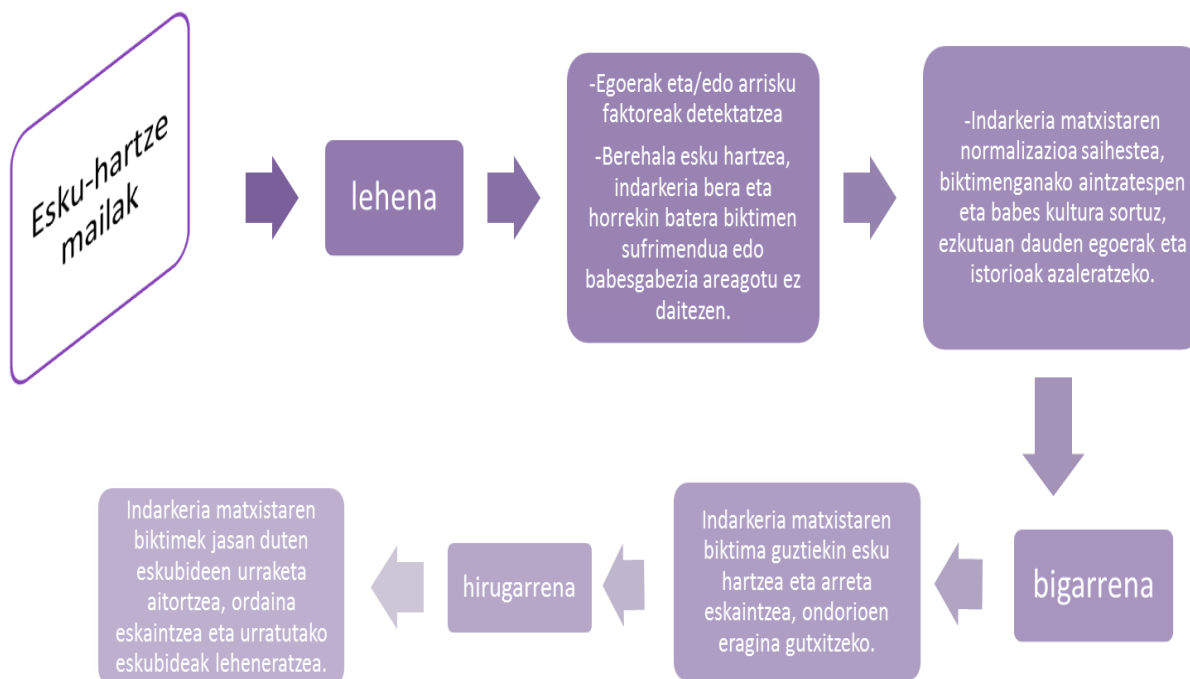 Esku-hartze
mailak
lehena
-Egoerak eta/edo arrisku
faktoreak detektatzea
-Berehala esku hartzea,
indarkeria bera eta
horrekin batera biktimen
sufrimendua edo
babesgabezia areagotu ez
daitezen.
-Indarkeria matxistaren
normalizazioa saihestea,
biktimenganako aintzatespen
eta babes kultura sortuz,
ezkutuan dauden egoerak eta
istorioak azaleratzeko.
bigarrena
Indarkeria matxistaren
biktima guztiekin esku
hartzea eta arreta
eskaintzea, ondorioen
eragina gutxitzeko.
hirugarrena
Indarkeria matxistaren
biktimek jasan duten
eskubideen urraketa
aitortzea, ordaina
eskaintzea eta urratutako
eskubideak leheneratzea.